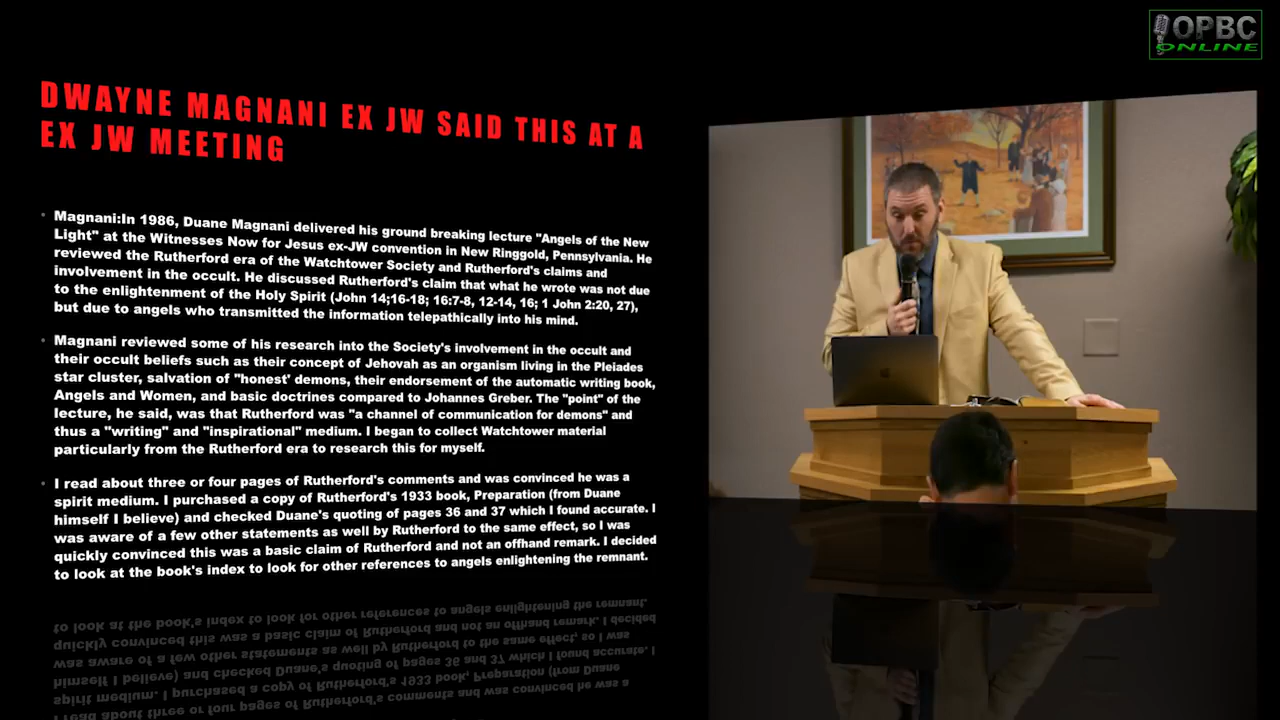 OPBC
ONLINE
DWAYNE MAGNANI EX JW SAID THIS AT A
EX JW MEETING
• Magnani:In 1986, Duane Magnani delivered his ground breaking lecture "Angels of the New
Light" at the Witnesses Now for Jesus ex-JW convention in New Ringgold, Pennsylvania. He
reviewed the Rutherford era of the Watchtower Society and Rutherford's claims and
involvement in the occult. He discussed Rutherford's claim that what he wrote was not due
to the enlightenment of the Holy Spirit (John 14;16-18; 16:7-8, 12-14, 16; 1 John 2:20, 27),
but due to angels who transmitted the information telepathically into his mind.
• Magnani reviewed some of his research into the Society's involvement in the occult and
their occult beliefs such as their concept of Jehovah as an organism living in the Pleiades
star cluster, salvation of "honest' demons, their endorsement of the automatic writing book,
Angels and Women, and basic doctrines compared to Johannes Greber. The "point" of the
lecture, he said, was that Rutherford was "a channel of communication for demons" and
thus a "writing" and "inspirational" medium. I began to collect Watchtower material
particularly from the Rutherford era to research this for myself.
• I read about three or four pages of Rutherford's comments and was convinced he was a
spirit medium. I purchased a copy of Rutherford's 1933 book, Preparation (from Duane
himself I believe) and checked Duane's quoting of pages 36 and 37 which I found accurate. I
was aware of a few other statements as well by Rutherford to the same effect, so I was
quickly convinced this was a basic claim of Rutherford and not an offhand remark. I decided
to look at the book's index to look for other references to angels enlightening the remnant.